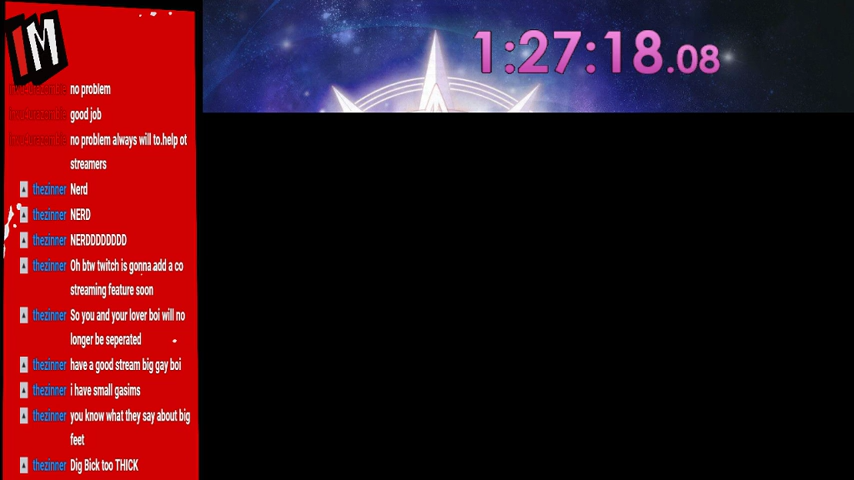 IM
1:27:18.08
no problem
good job
no problem always will to.help ot
streamers
thezinner Nerd
thezinner NERD
thezinner NERDDDDDDDD
thezinner Oh btw twitch is gonna add a co
streaming feature soon
thezinner So you and your lover boi will no
longer be seperated
thezinner have a good stream big gay boi
thezinner i have small gasims
thezinner you know what they say about big
feet
thezinner Dig Bick too THICK